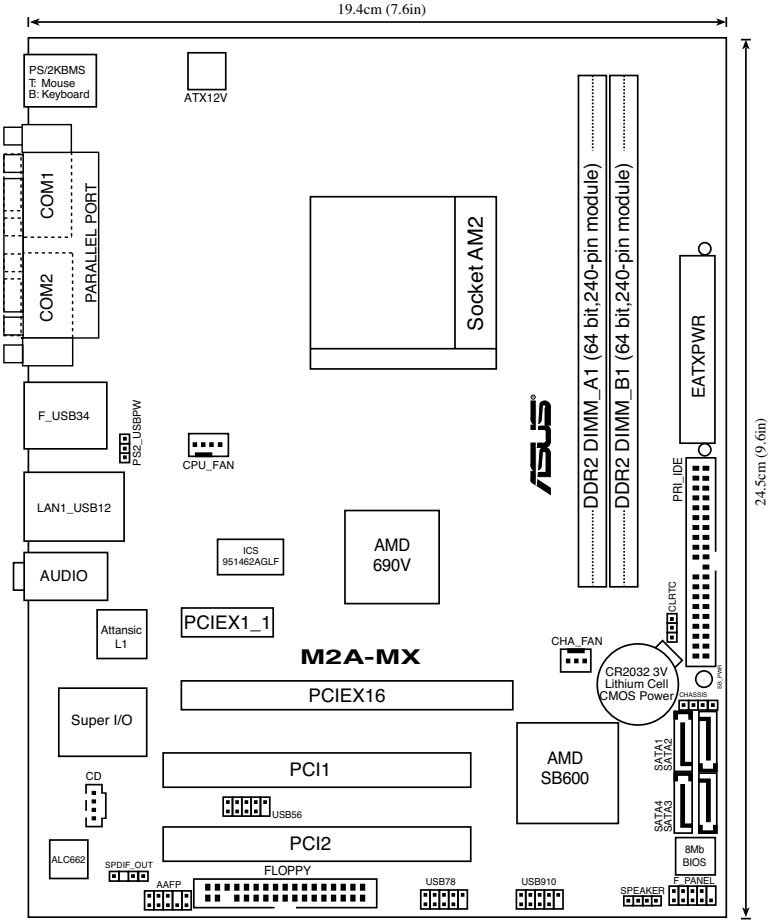 19.4cm (7.6in)
PS/2KBMS
T: Mouse
B: Keyboard
ATX12V
COM1
PARALLEL PORT
COM2
Socket AM2
DDR2 DIMM_A1 (64 bit,240-pin module)
DDR2 DIMM_B1 (64 bit,240-pin module)
EATXPWR
24.5cm (9.6in)
F_USB34
PS2_USBPW
CPU_FAN
ASUS
PRI_IDE
LAN1_USB12
ICS
951462AGLF
AMD
690V
AUDIO
Attansic
L1
PCIEX1_1
CLRTC
CHA_FAN
M2A-MX
CR2032 3V
Lithium Cell
CMOS Power
SB_PWR
PCIEX16
CHASSIS
Super I/O
SATA1
SATA2
PCI1
AMD
SB600
CD
USB56
SATA4
SATA3
PCI2
ALC662
8Mb
BIOS
SPDIF_OUT
FLOPPY
AAFP
USB78
USB910
SPEAKER
F_PANEL